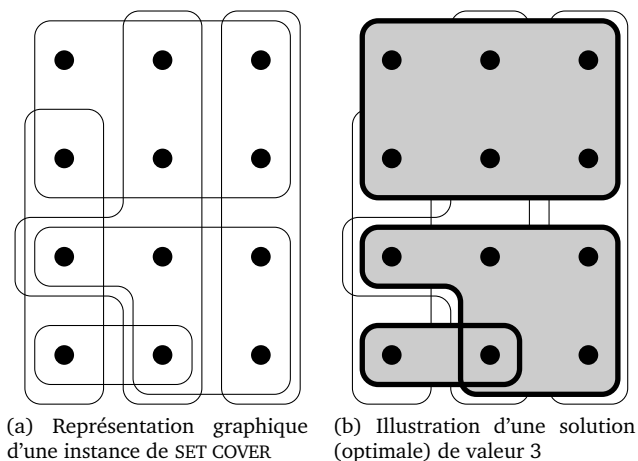 (a) Représentation graphique
d'une instance de SET COVER
(b) Illustration d'une solution
(optimale) de valeur 3